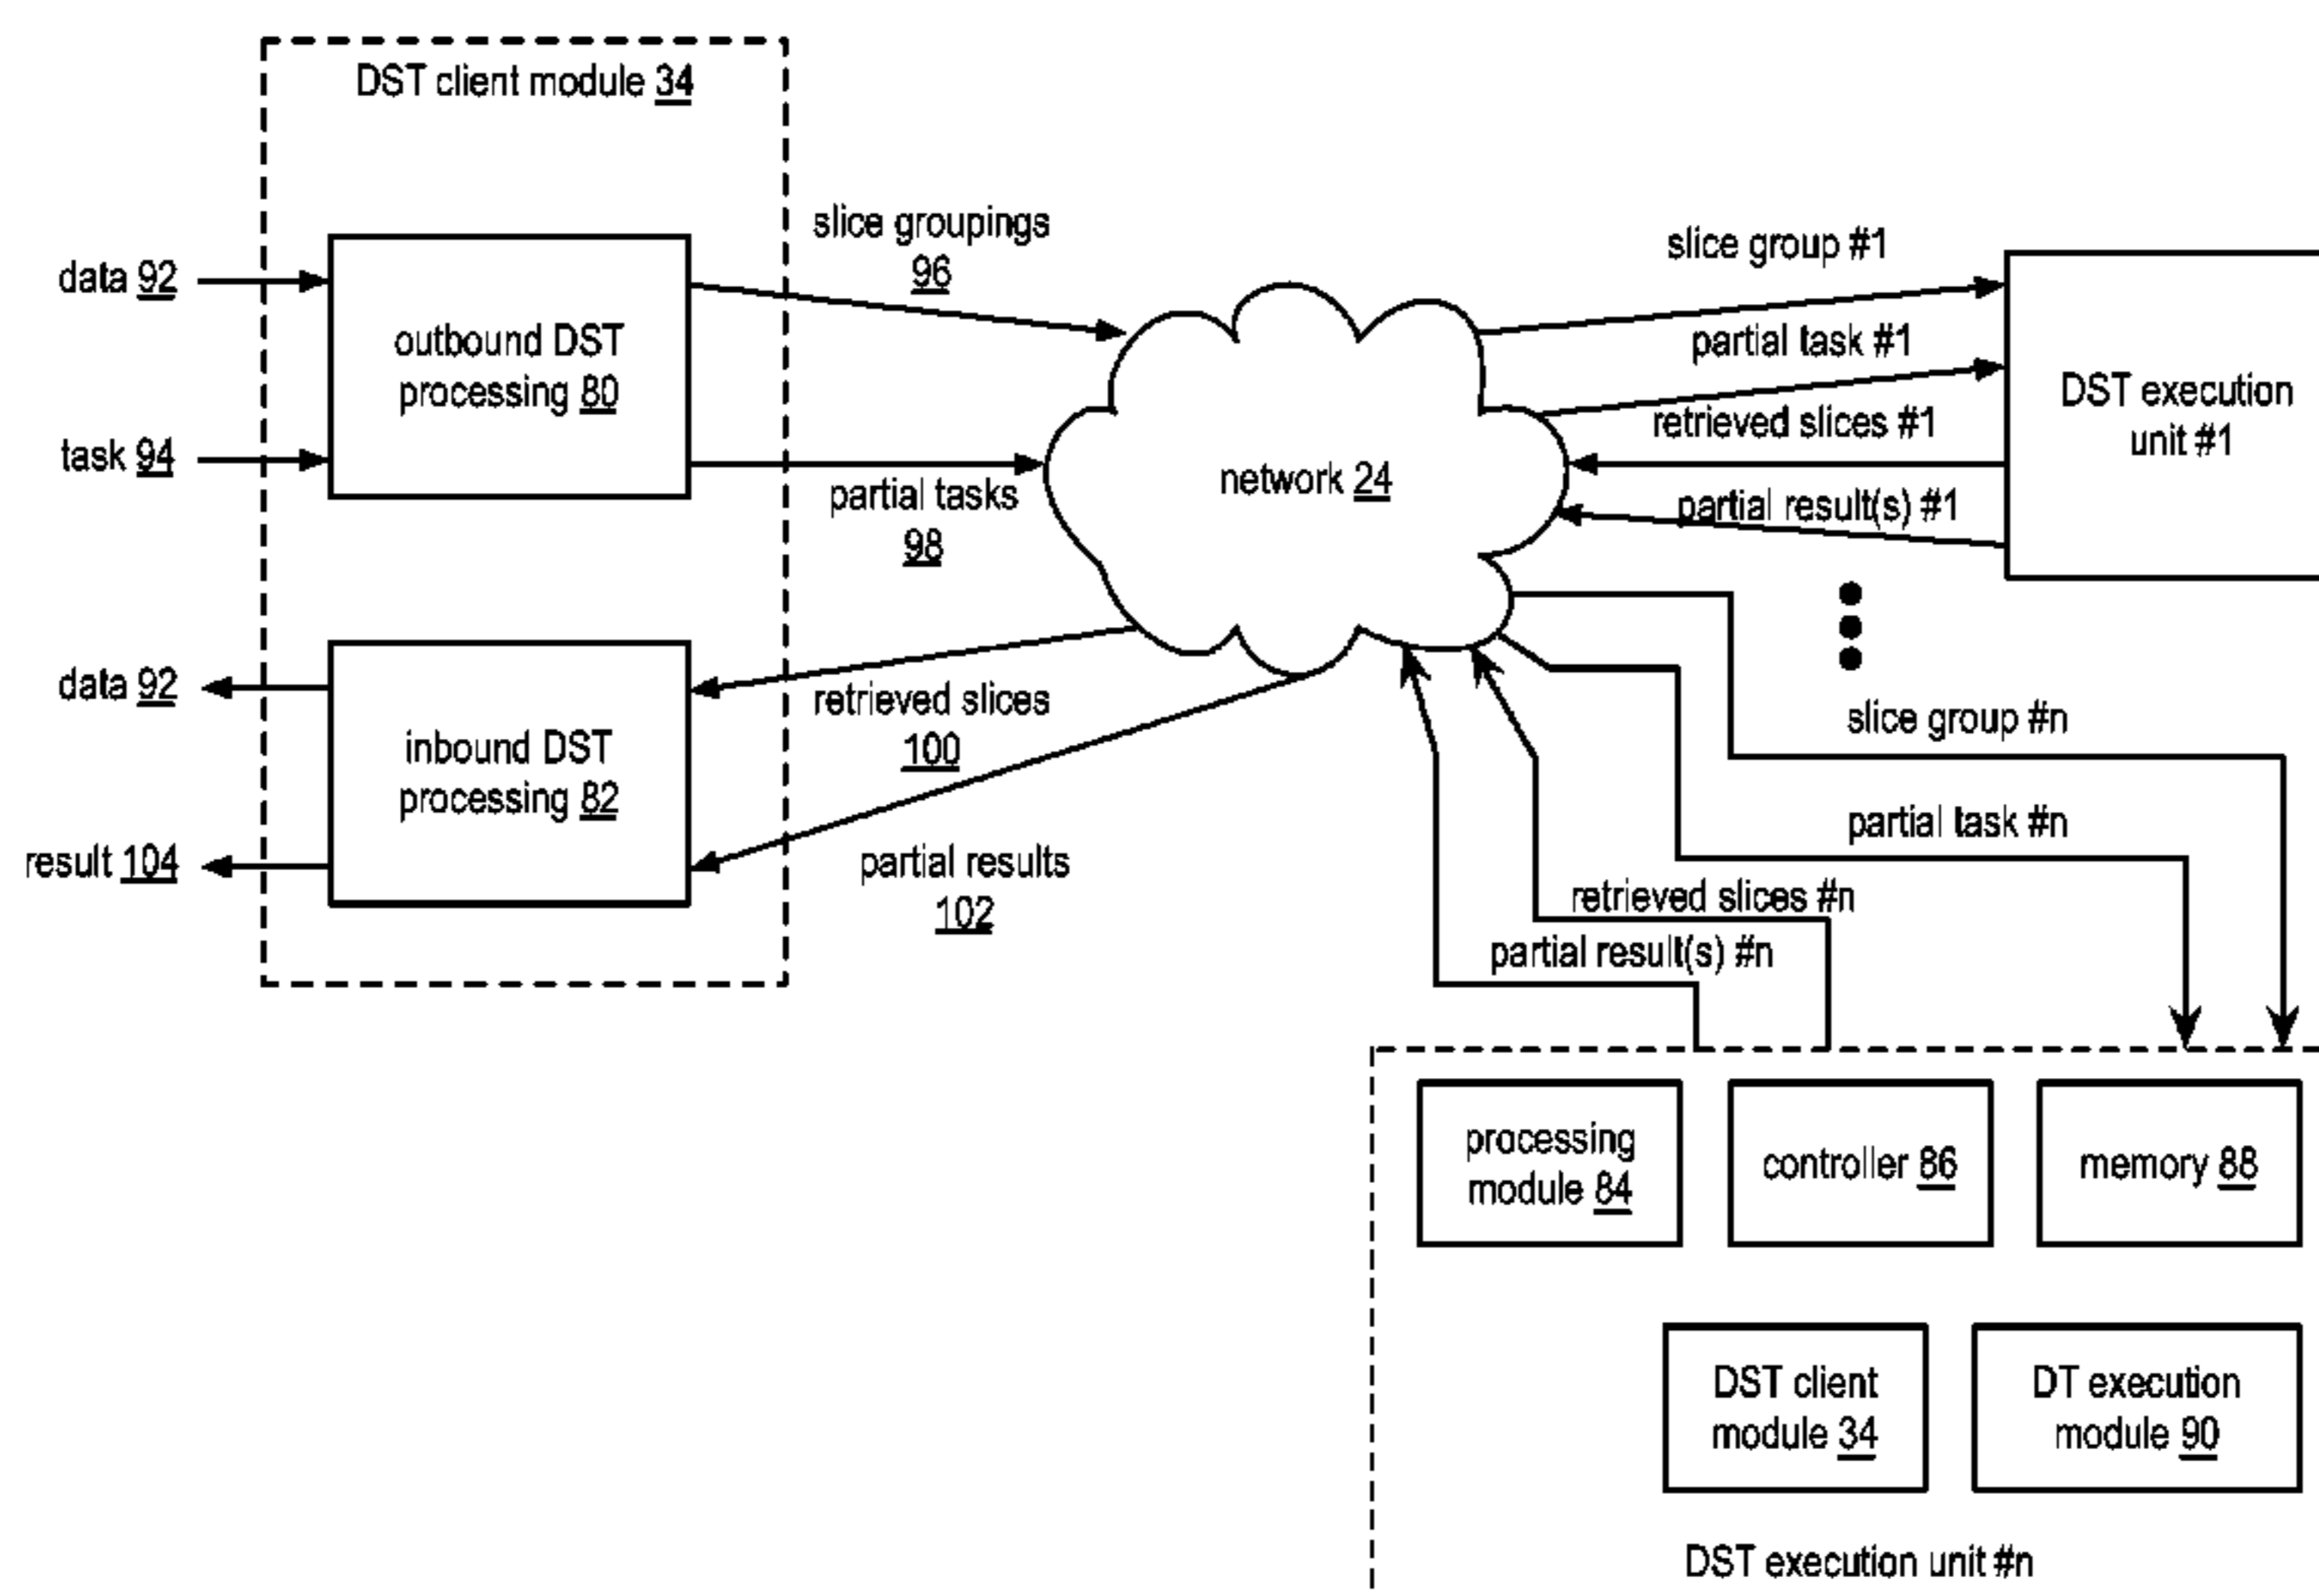 DST client module 34
data 92
task 94
outbound DST
processing 80
slice groupings
96
partial tasks
98
data 92
result 104
inbound DST
processing 82
retrieved slices
100
partial results
102
network 24
slice group #1
partial task #1
retrieved slices #1
partial result(s) #1
DST execution
unit #1
slice group #n
partial task #n
retrieved slices #n
partial result(s) #n
processing
module 84
controller 86
memory 88
DST client
module 34
DT execution
module 90
DST execution unit #n